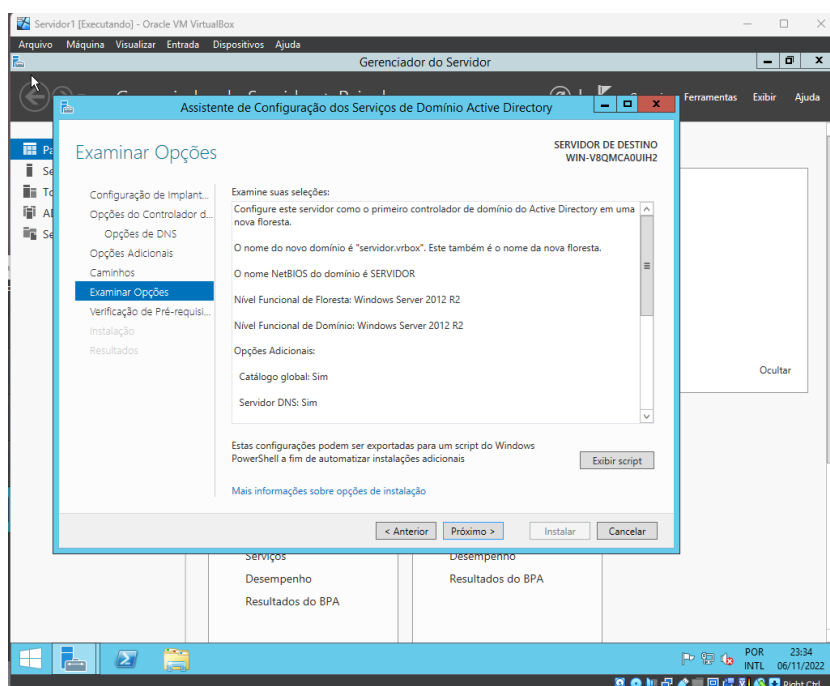 Servidor1 [Executando] - Oracle VM VirtualBox
Arquivo Máquina Visualizar Entrada Dispositivos Ajuda
Gerenciador do Servidor
Ferramentas Exibir Ajuda
Assistente de Configuração dos Serviços de Domínio Active Directory
Examinar Opções
SERVIDOR DE DESTINO
WIN-V8QMCA0UIH2
Configuração de Implant...
Opções do Controlador d...
Opções de DNS
Opções Adicionais
Caminhos
Examinar Opções
Verificação de Pré-requisi...
Instalação
Resultados
Examine suas seleções:
Configure este servidor como o primeiro controlador de domínio do Active Directory em uma
nova floresta.
O nome do novo domínio é "servidor.vrbox". Este também é o nome da nova floresta.
O nome NetBIOS do domínio é SERVIDOR
Nível Funcional de Floresta: Windows Server 2012 R2
Nível Funcional de Domínio: Windows Server 2012 R2
Opções Adicionais:
Catálogo global: Sim
Servidor DNS: Sim
Estas configurações podem ser exportadas para um script do Windows
PowerShell a fim de automatizar instalações adicionais
Exibir script
Mais informações sobre opções de instalação
< Anterior Próximo > Instalar Cancelar
Ocultar
Serviços
Desempenho
Resultados do BPA
Desempenho
Resultados do BPA
POR
INTL
23:34
06/11/2022
Right Ctrl